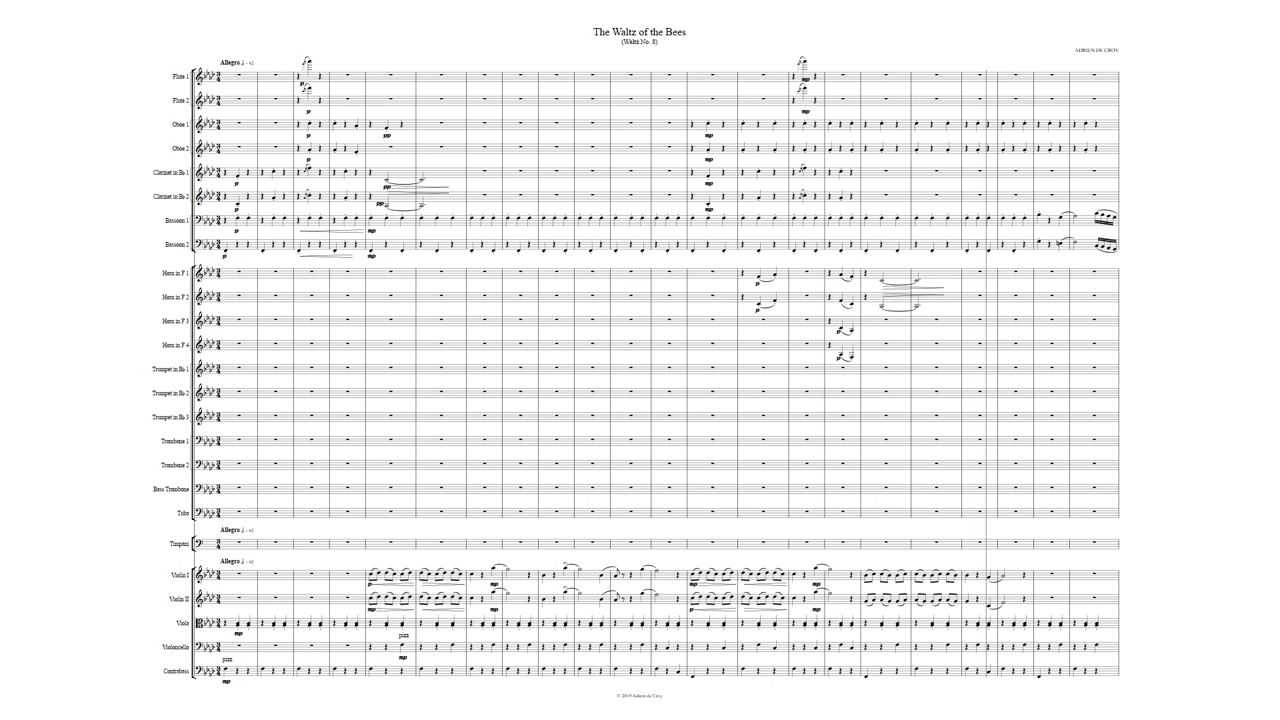 The Waltz of the Bees
(Waltz No. 8)
ADRIEN DE CROY
Allegro = 62
Flute 1
Flute 2
Oboe 1
Oboe 2
Clarinet in B♭ 1
Clarinet in B♭ 2
Bassoon 1
Bassoon 2
Horn in F 1
Horn in F 2
Horn in F 3
Horn in F 4
Trumpet in B♭ 1
Trumpet in B♭ 2
Trumpet in B♭ 3
Trombone 1
Trombone 2
Bass Trombone
Tuba
Allegro = 62
Timpani
Allegro = 62
Violin I
Violin II
Viola
pizz.
Violoncello
pizz.
Contrabass
© 2019 Adrien de Croy